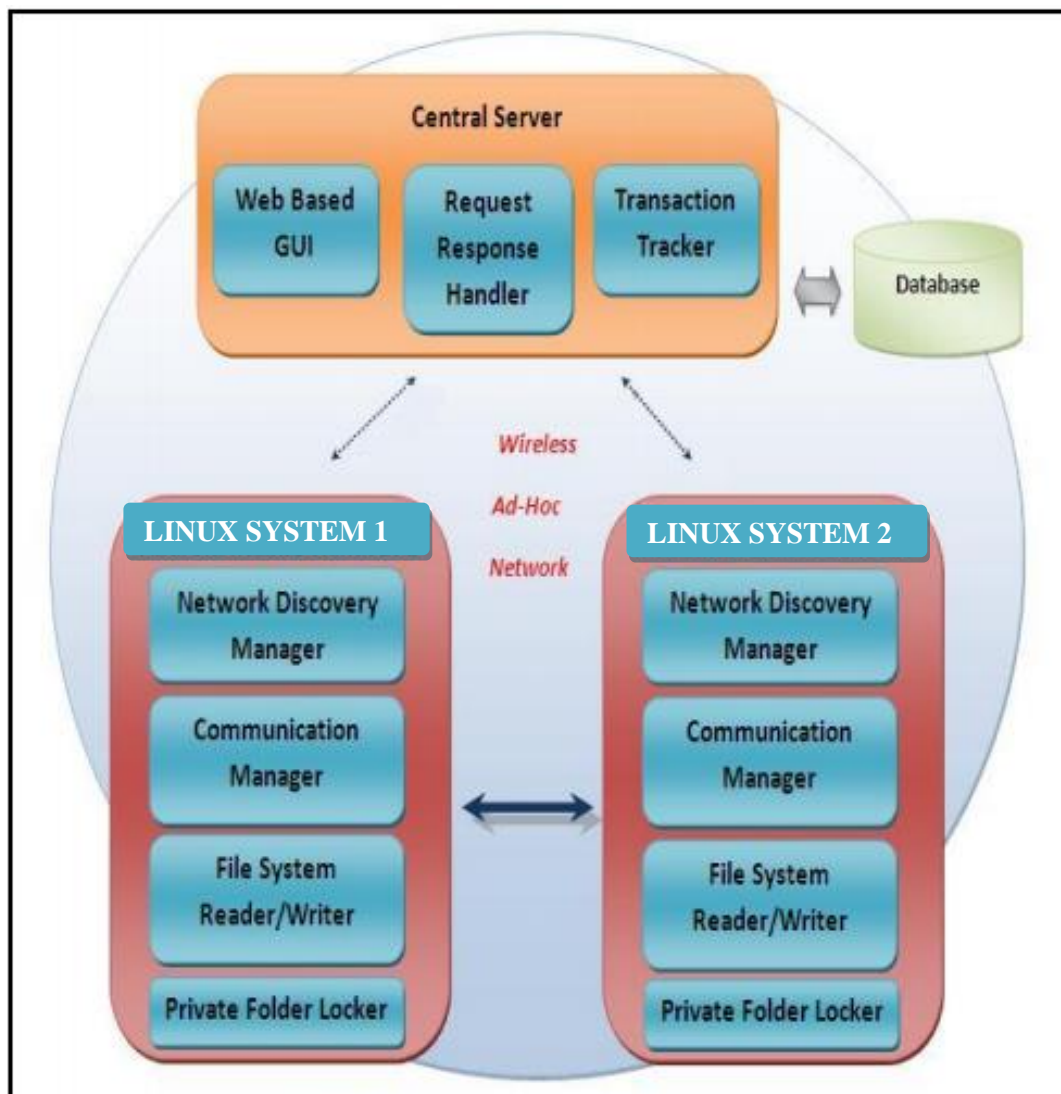 Central Server
Web Based
GUI
Request
Response
Handler
Transaction
Tracker
Database
Wireless
Ad-Hoc
Network
LINUX SYSTEM 1
Network Discovery
Manager
Communication
Manager
File System
Reader/Writer
Private Folder Locker
LINUX SYSTEM 2
Network Discovery
Manager
Communication
Manager
File System
Reader/Writer
Private Folder Locker